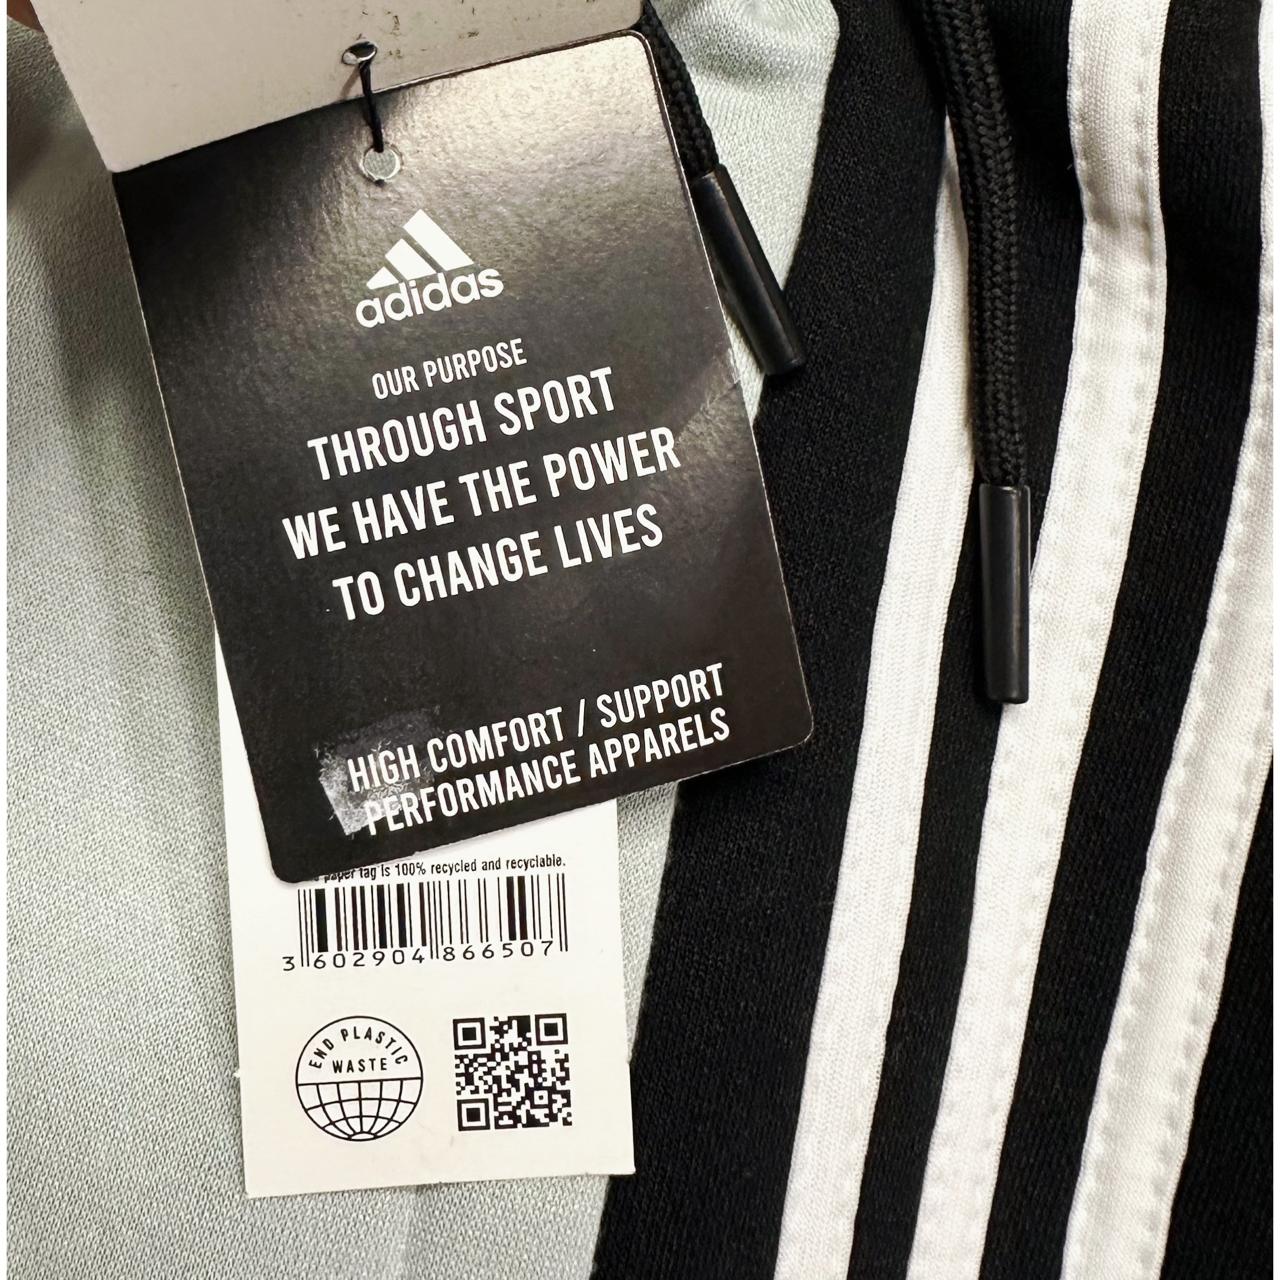 adidas
OUR PURPOSE
THROUGH SPORT
WE HAVE THE POWER
TO CHANGE LIVES
HIGH COMFORT / SUPPORT
PERFORMANCE APPARELS
paper tag is 100% recycled and recyclable.
3 602904 866507
END PLASTIC
WASTE